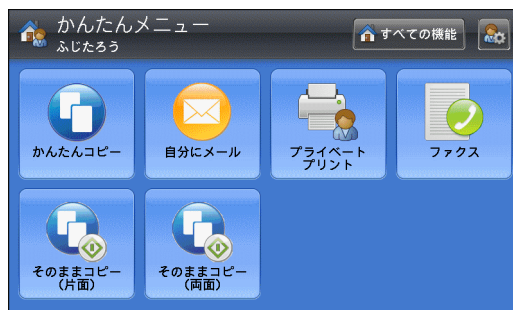 かんたんメニュー
ふじたろう
すべての機能
かんたんコピー
自分にメール
プライベート
プリント
ファクス
そのままコピー
(片面)
そのままコピー
(両面)